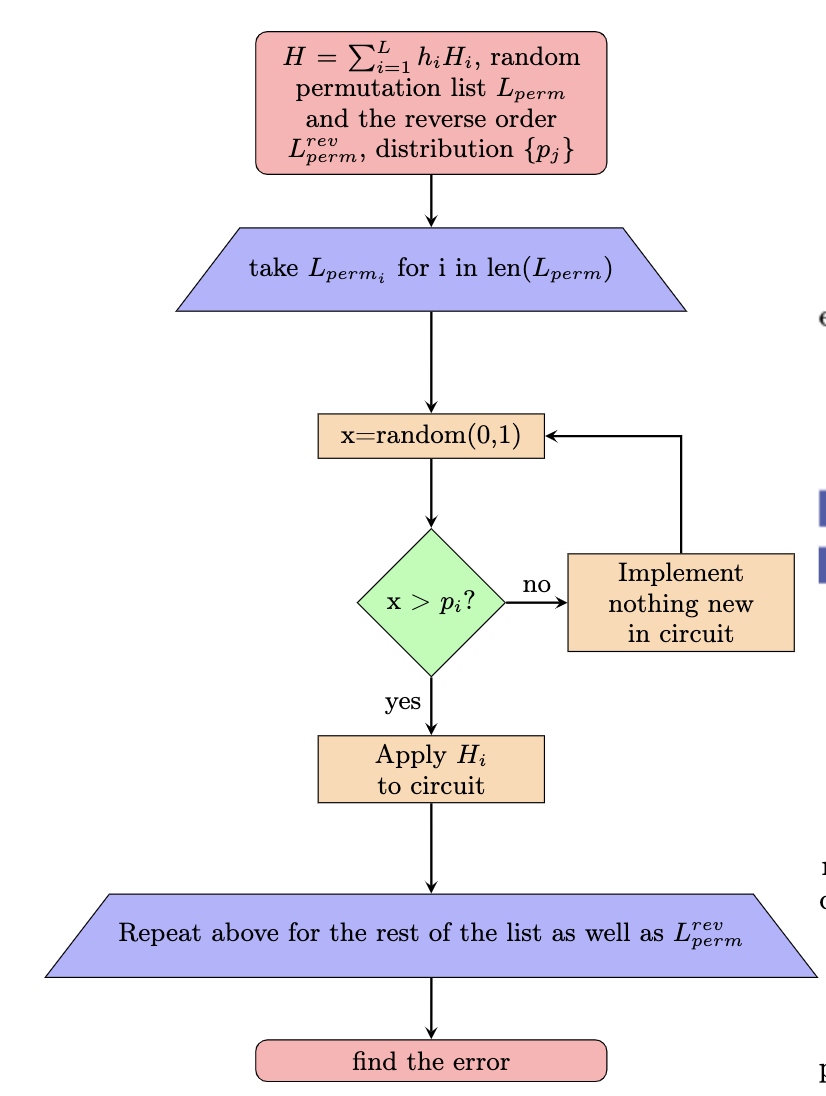 H = ∑_{i=1}^{L} h_i H_i, random
permutation list L_{perm}
and the reverse order
L_{perm}^{rev}, distribution {p_j}
take L_{perm_i} for i in len(L_{perm})
x=random(0,1)
x > p_i?
no
Implement
nothing new
in circuit
yes
Apply H_i
to circuit
Repeat above for the rest of the list as well as L_{perm}^{rev}
find the error